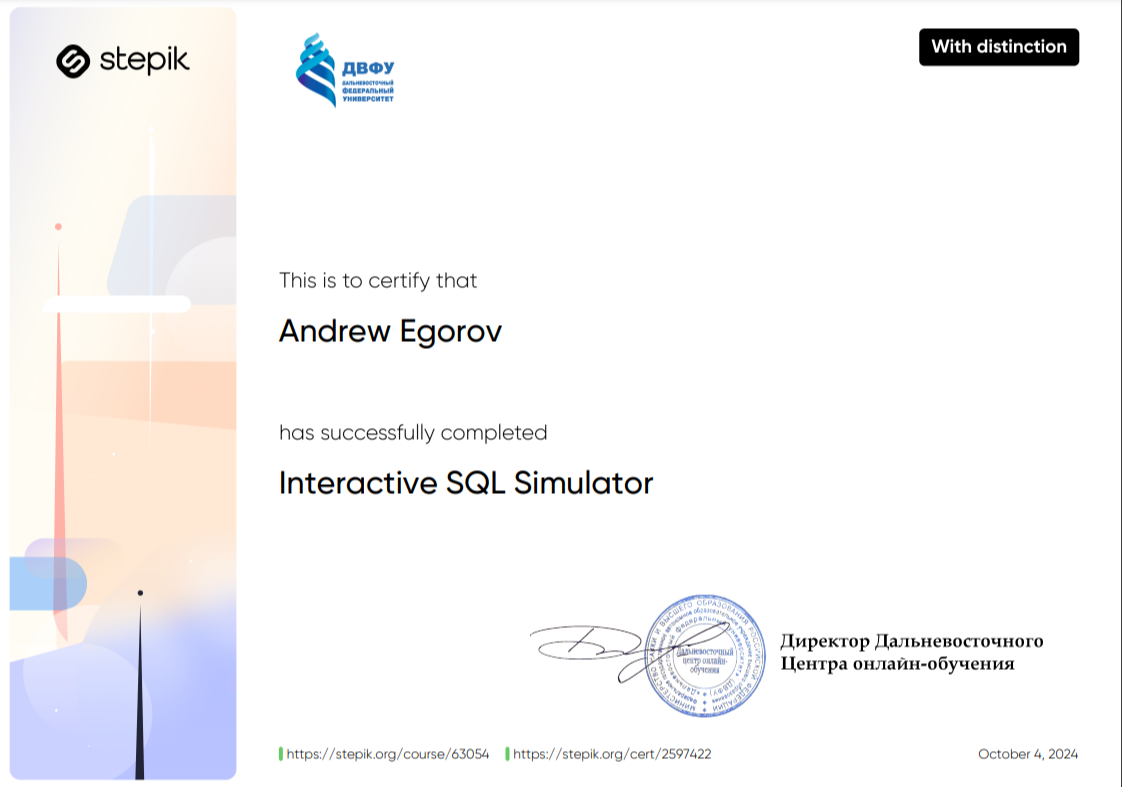 stepik
ДВФУ
ДАЛЬНЕВОСТОЧНЫЙ
ФЕДЕРАЛЬНЫЙ
УНИВЕРСИТЕТ
With distinction
This is to certify that
Andrew Egorov
has successfully completed
Interactive SQL Simulator
Дальневосточный
центр онлайн-
обучения
Директор Дальневосточного
Центра онлайн-обучения
https://stepik.org/course/63054
https://stepik.org/cert/2597422
October 4, 2024